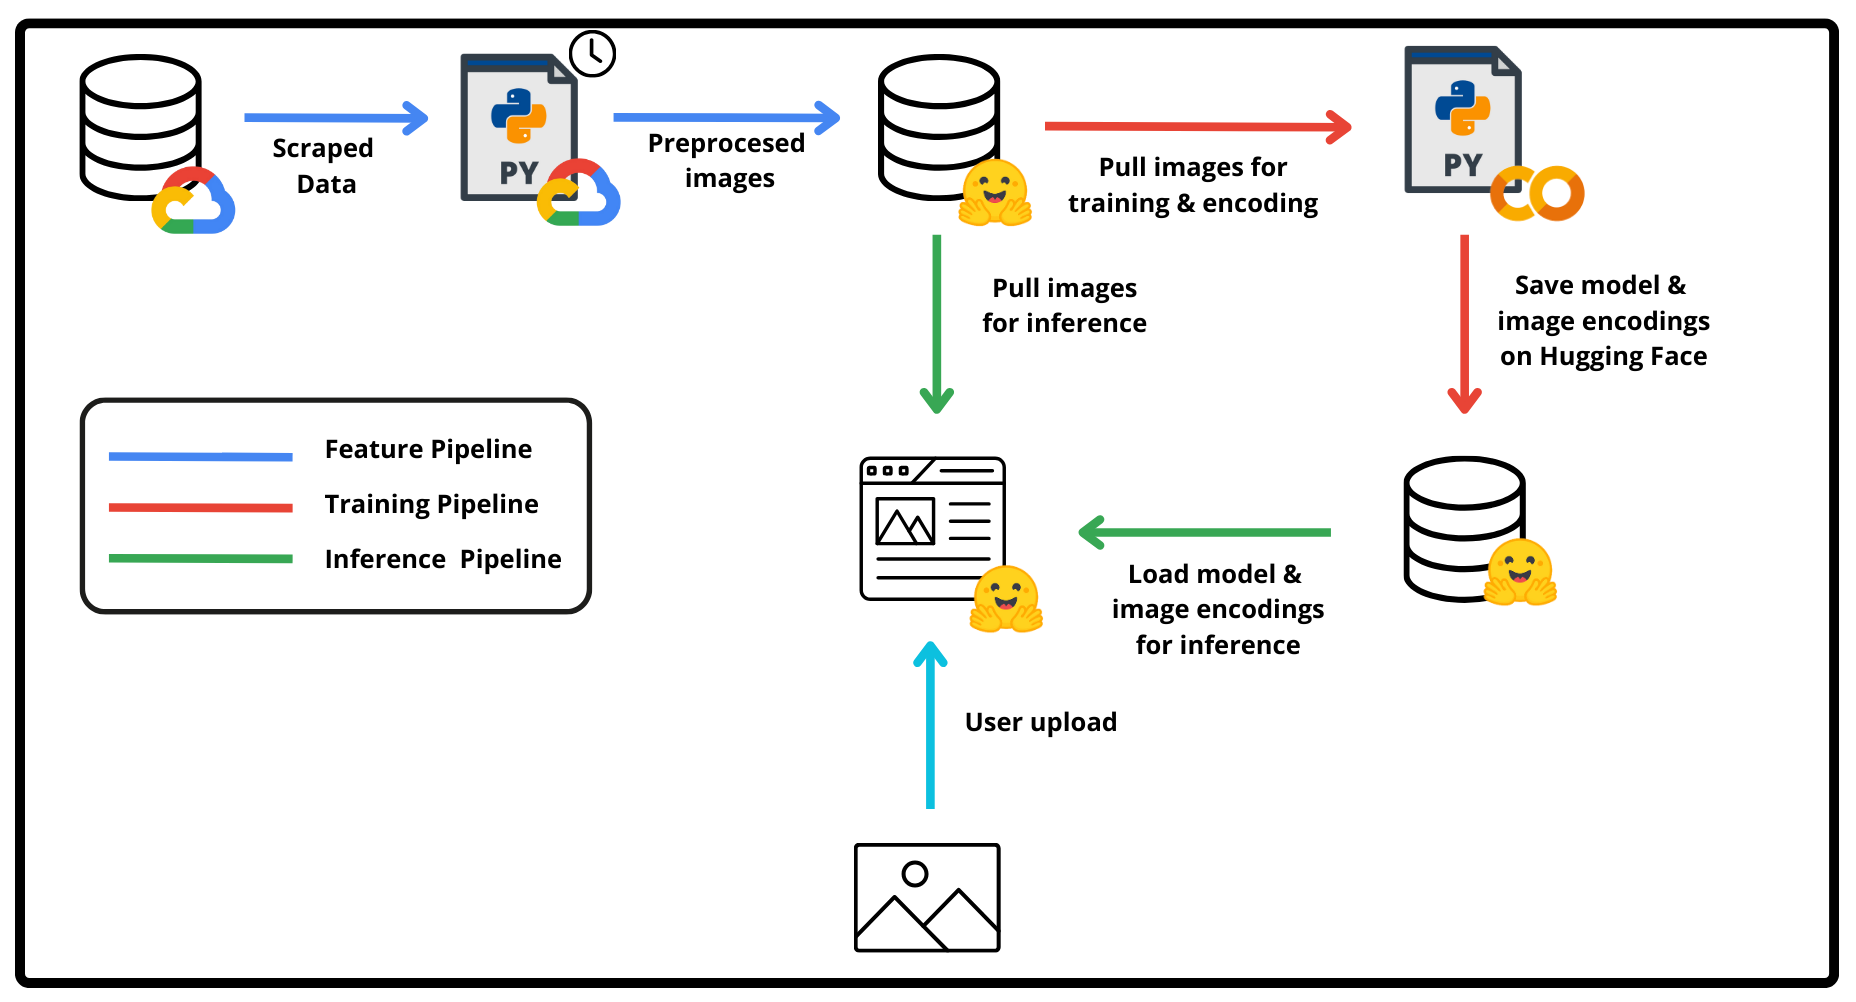 Scraped
Data
PY
Preprocesed
images
Pull images for
training & encoding
PY
Pull images
for inference
Save model &
image encodings
on Hugging Face
Feature Pipeline
Training Pipeline
Inference  Pipeline
Load model &
image encodings
for inference
User upload